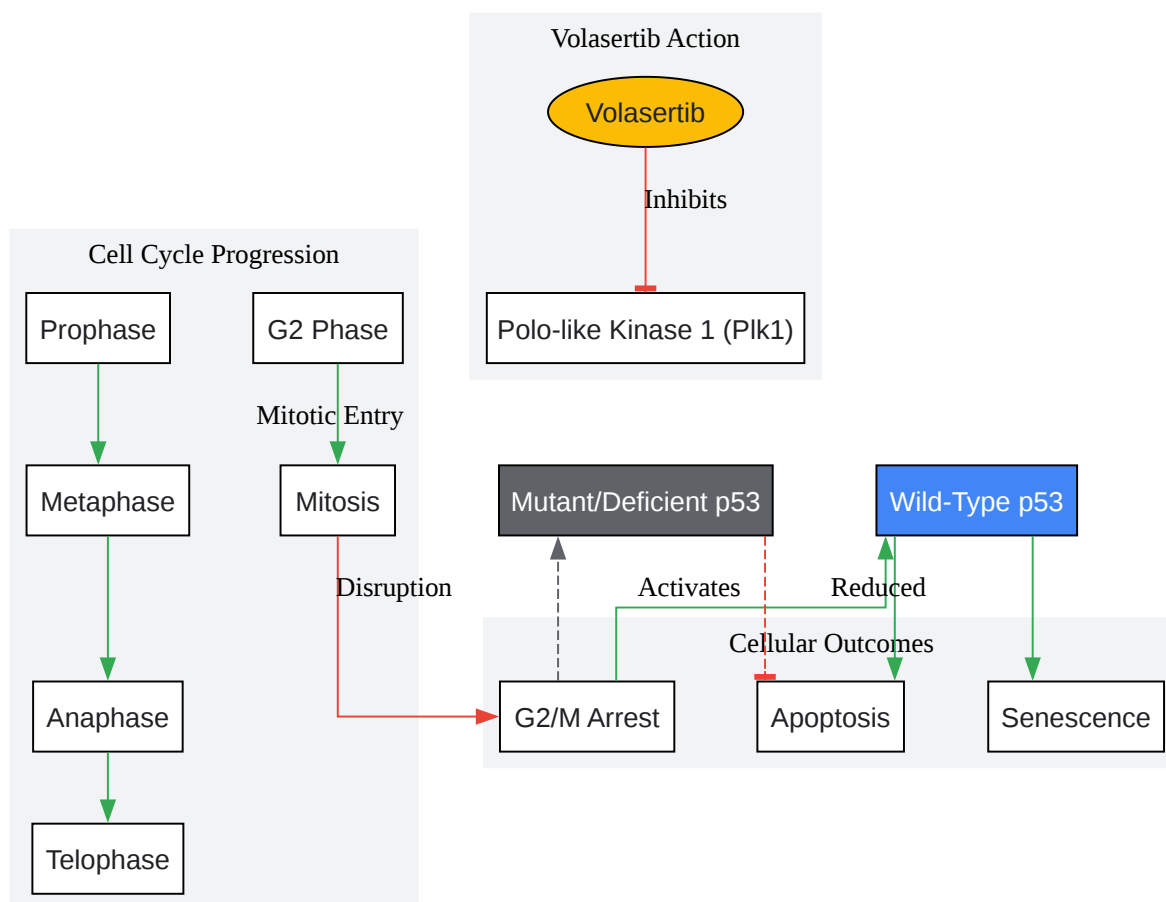 Volasertib Action
Volasertib
Inhibits
Polo-like Kinase 1 (Plk1)
Cell Cycle Progression
Prophase
G2 Phase
Mitotic Entry
Metaphase
Mitosis
Disruption
Anaphase
Telophase
Mutant/Deficient p53
Wild-Type p53
Activates
Reduced
Cellular Outcomes
G2/M Arrest
Apoptosis
Senescence